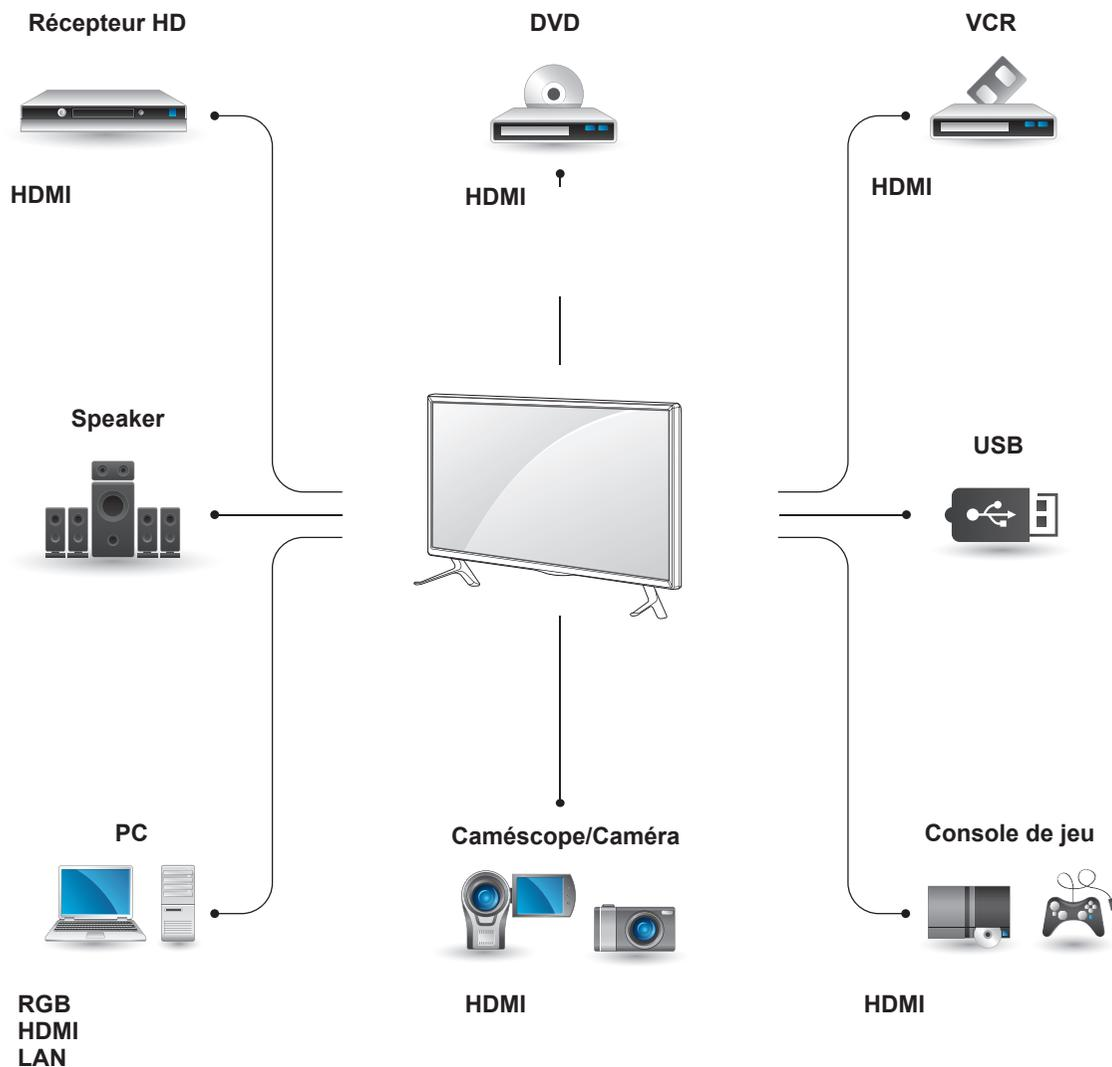 Récepteur HD
DVD
VCR
HDMI
HDMI
HDMI
Speaker
USB
PC
Caméscope/Caméra
Console de jeu
RGB
HDMI
LAN
HDMI
HDMI